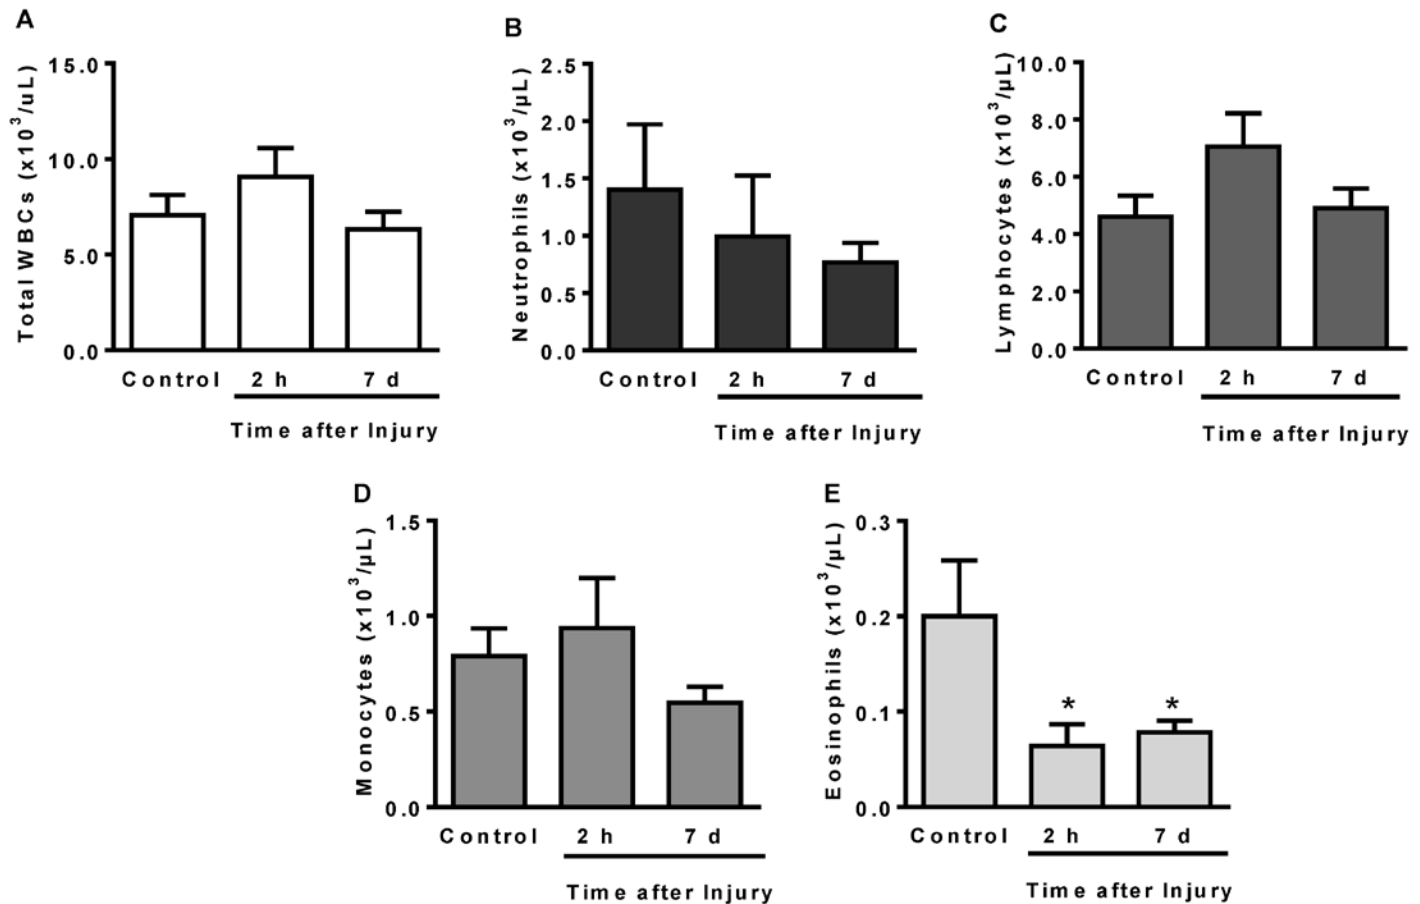 A
Total WBCs (x10³/uL)
15.0
10.0
5.0
0.0
Control 2 h 7 d
Time after Injury
B
Neutrophils (x10³/μL)
2.5
2.0
1.5
1.0
0.5
0.0
Control 2 h 7 d
Time after Injury
C
Lymphocytes (x10³/μL)
10.0
8.0
6.0
4.0
2.0
0.0
Control 2 h 7 d
Time after Injury
D
Monocytes (x10³/μL)
1.5
1.0
0.5
0.0
Control 2 h 7 d
Time after Injury
E
Eosinophils (x10³/μL)
0.3
0.2
0.1
0.0
* *
Control 2 h 7 d
Time after Injury